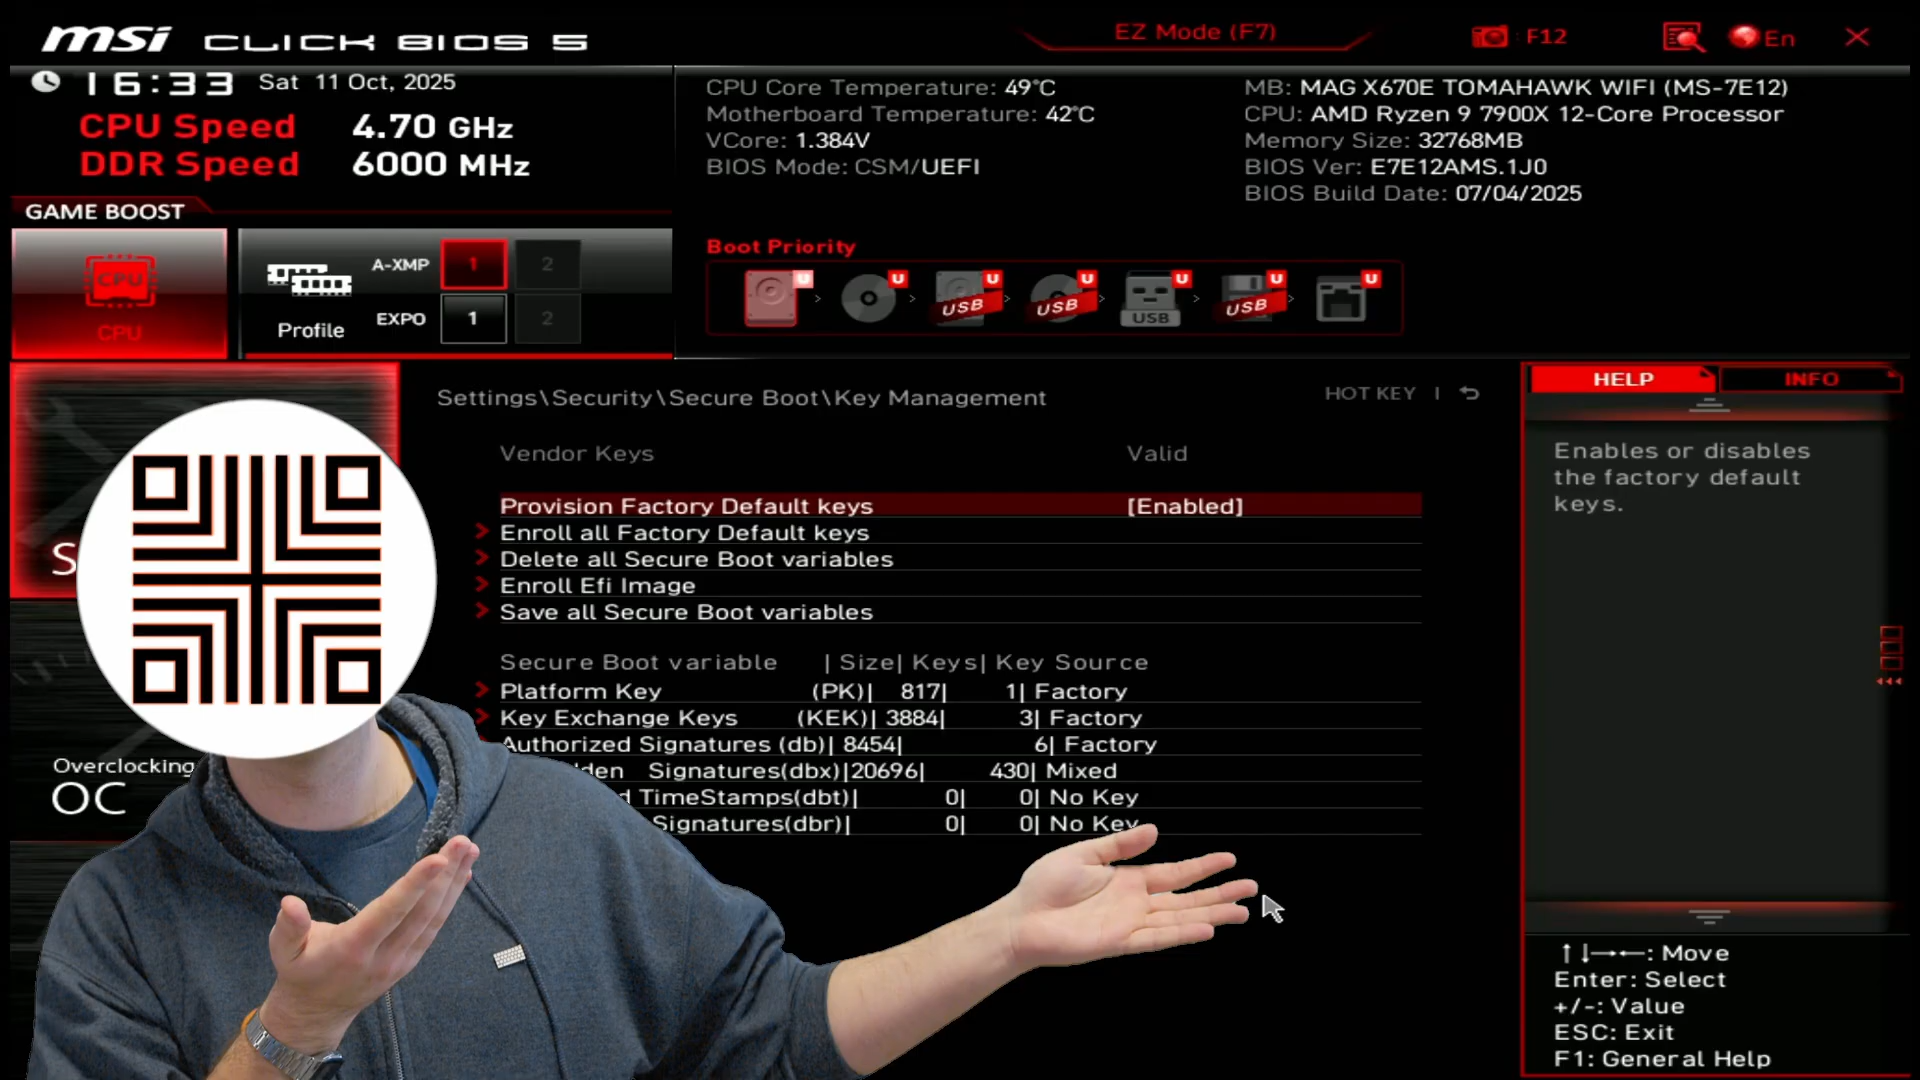 msi CLICK BIOS 5
EZ Mode (F7)
: F12
En
16:33 Sat 11 Oct, 2025
CPU Speed 4.70 GHz
DDR Speed 6000 MHz
CPU Core Temperature: 49°C
Motherboard Temperature: 42°C
VCore: 1.384V
BIOS Mode: CSM/UEFI
MB: MAG X670E TOMAHAWK WIFI (MS-7E12)
CPU: AMD Ryzen 9 7900X 12-Core Processor
Memory Size: 32768MB
BIOS Ver: E7E12AMS.1J0
BIOS Build Date: 07/04/2025
GAME BOOST
CPU
CPU
A-XMP 1 2
EXPO 1 2
Profile
Boot Priority
U U U U U U U
USB USB USB USB
Settings\Security\Secure Boot\Key Management
HOT KEY |
Vendor Keys Valid
Provision Factory Default keys [Enabled]
> Enroll all Factory Default keys
> Delete all Secure Boot variables
> Enroll Efi Image
> Save all Secure Boot variables
Secure Boot variable | Size| Keys| Key Source
> Platform Key (PK)| 817| 1| Factory
> Key Exchange Keys (KEK)| 3884| 3| Factory
Authorized Signatures (db)| 8454| 6| Factory
Signatures(dbx)|20696| 430| Mixed
TimeStamps(dbt)| 0| 0| No Key
Signatures(dbr)| 0| 0| No Key
S
Overclocking
OC
HELP
INFO
Enables or disables
the factory default
keys.
↑↓→←: Move
Enter: Select
+/-: Value
ESC: Exit
F1: General Help